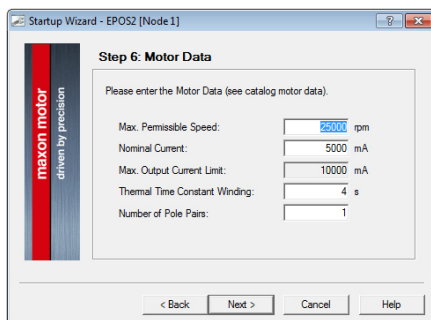 Startup Wizard - EPOS2 [Node 1]
Step 6: Motor Data
maxon motor
driven by precision
Please enter the Motor Data (see catalog motor data).
Max. Permissible Speed: 25000 rpm
Nominal Current: 5000 mA
Max. Output Current Limit: 10000 mA
Thermal Time Constant Winding: 4 s
Number of Pole Pairs: 1
< Back Next > Cancel Help